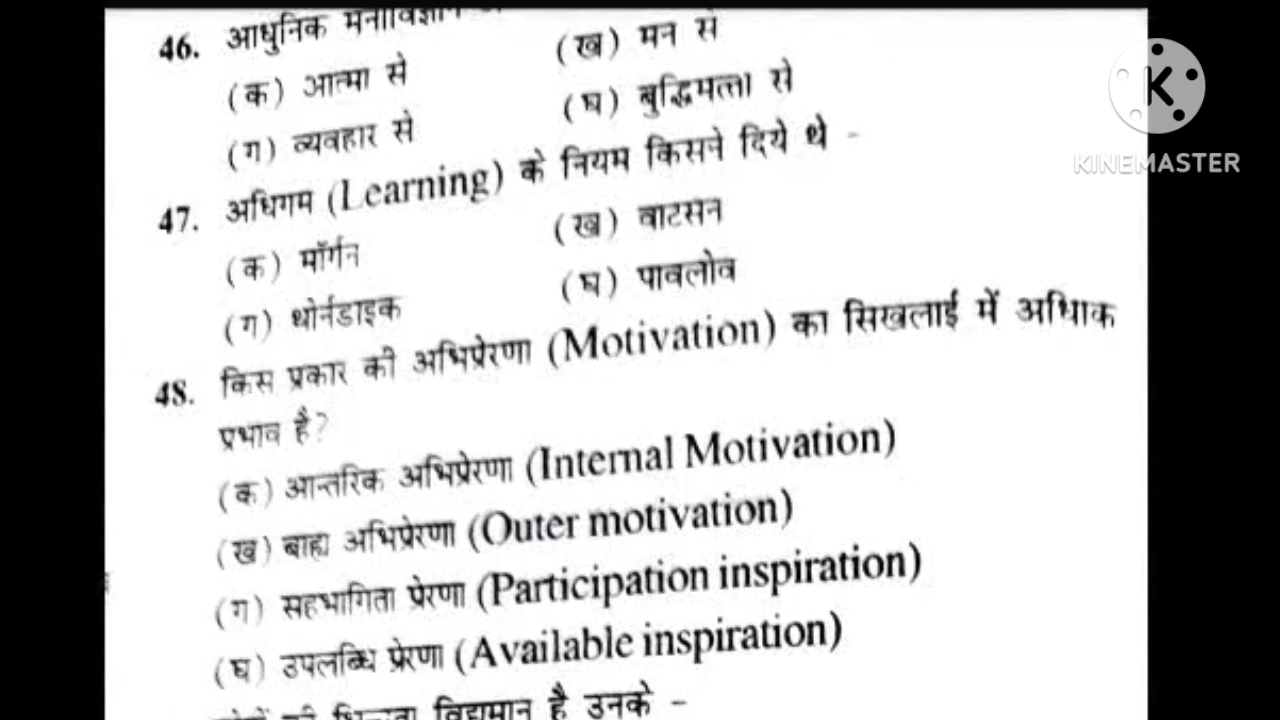 46. आधुनिक मनोविज्ञान
(क) आत्मा से (ख) मन से
(ग) व्यवहार से (घ) बुद्धिमत्ता से
47. अधिगम (Learning) के नियम किसने दिये थे -
(क) मॉर्गन (ख) वाटसन
(ग) थोर्नडाइक (घ) पावलोव
48. किस प्रकार की अभिप्रेरणा (Motivation) का सिखलाई में अधिाक
प्रभाव है?
(क) आन्तरिक अभिप्रेरणा (Internal Motivation)
(ख) बाह्य अभिप्रेरणा (Outer motivation)
(ग) सहभागिता प्रेरणा (Participation inspiration)
(घ) उपलब्धि प्रेरणा (Available inspiration)
विद्यमान है उनके -
K
KINEMASTER